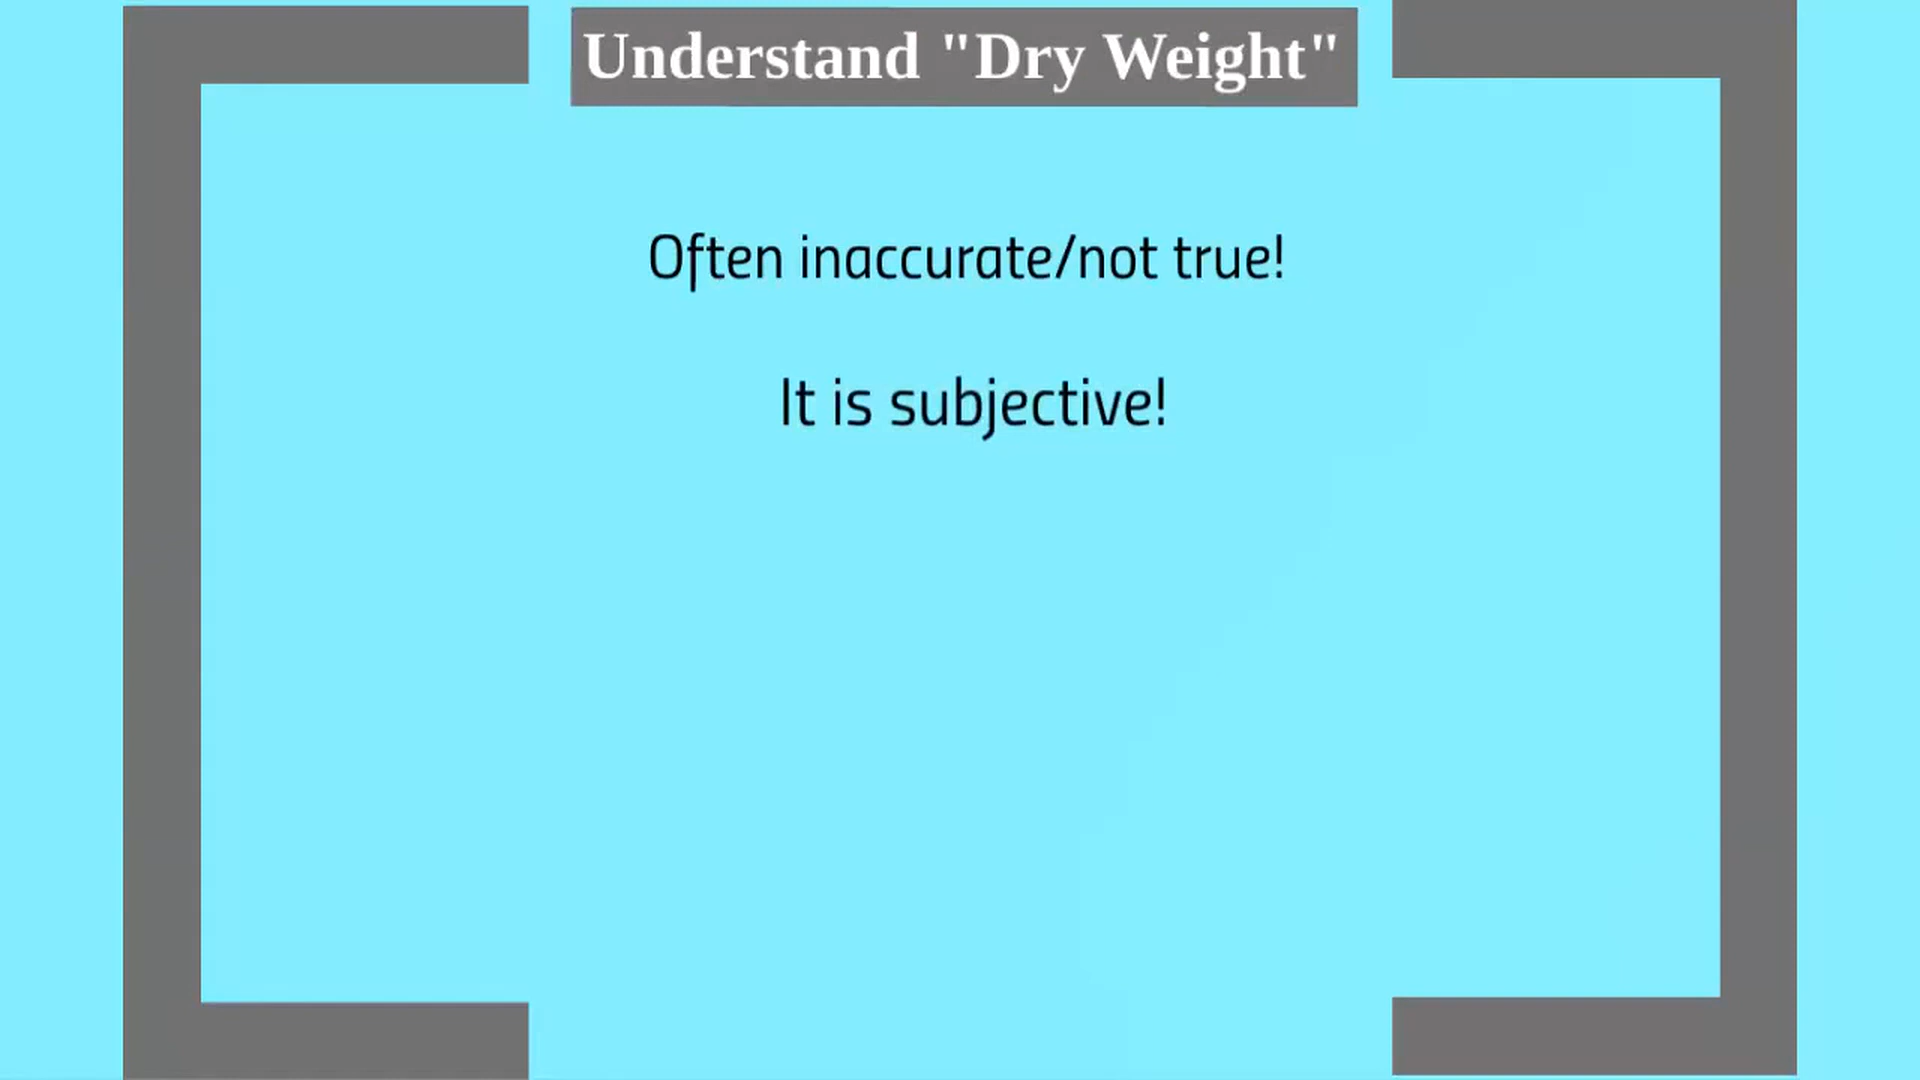 Understand "Dry Weight"
Often inaccurate/not true!
It is subjective!